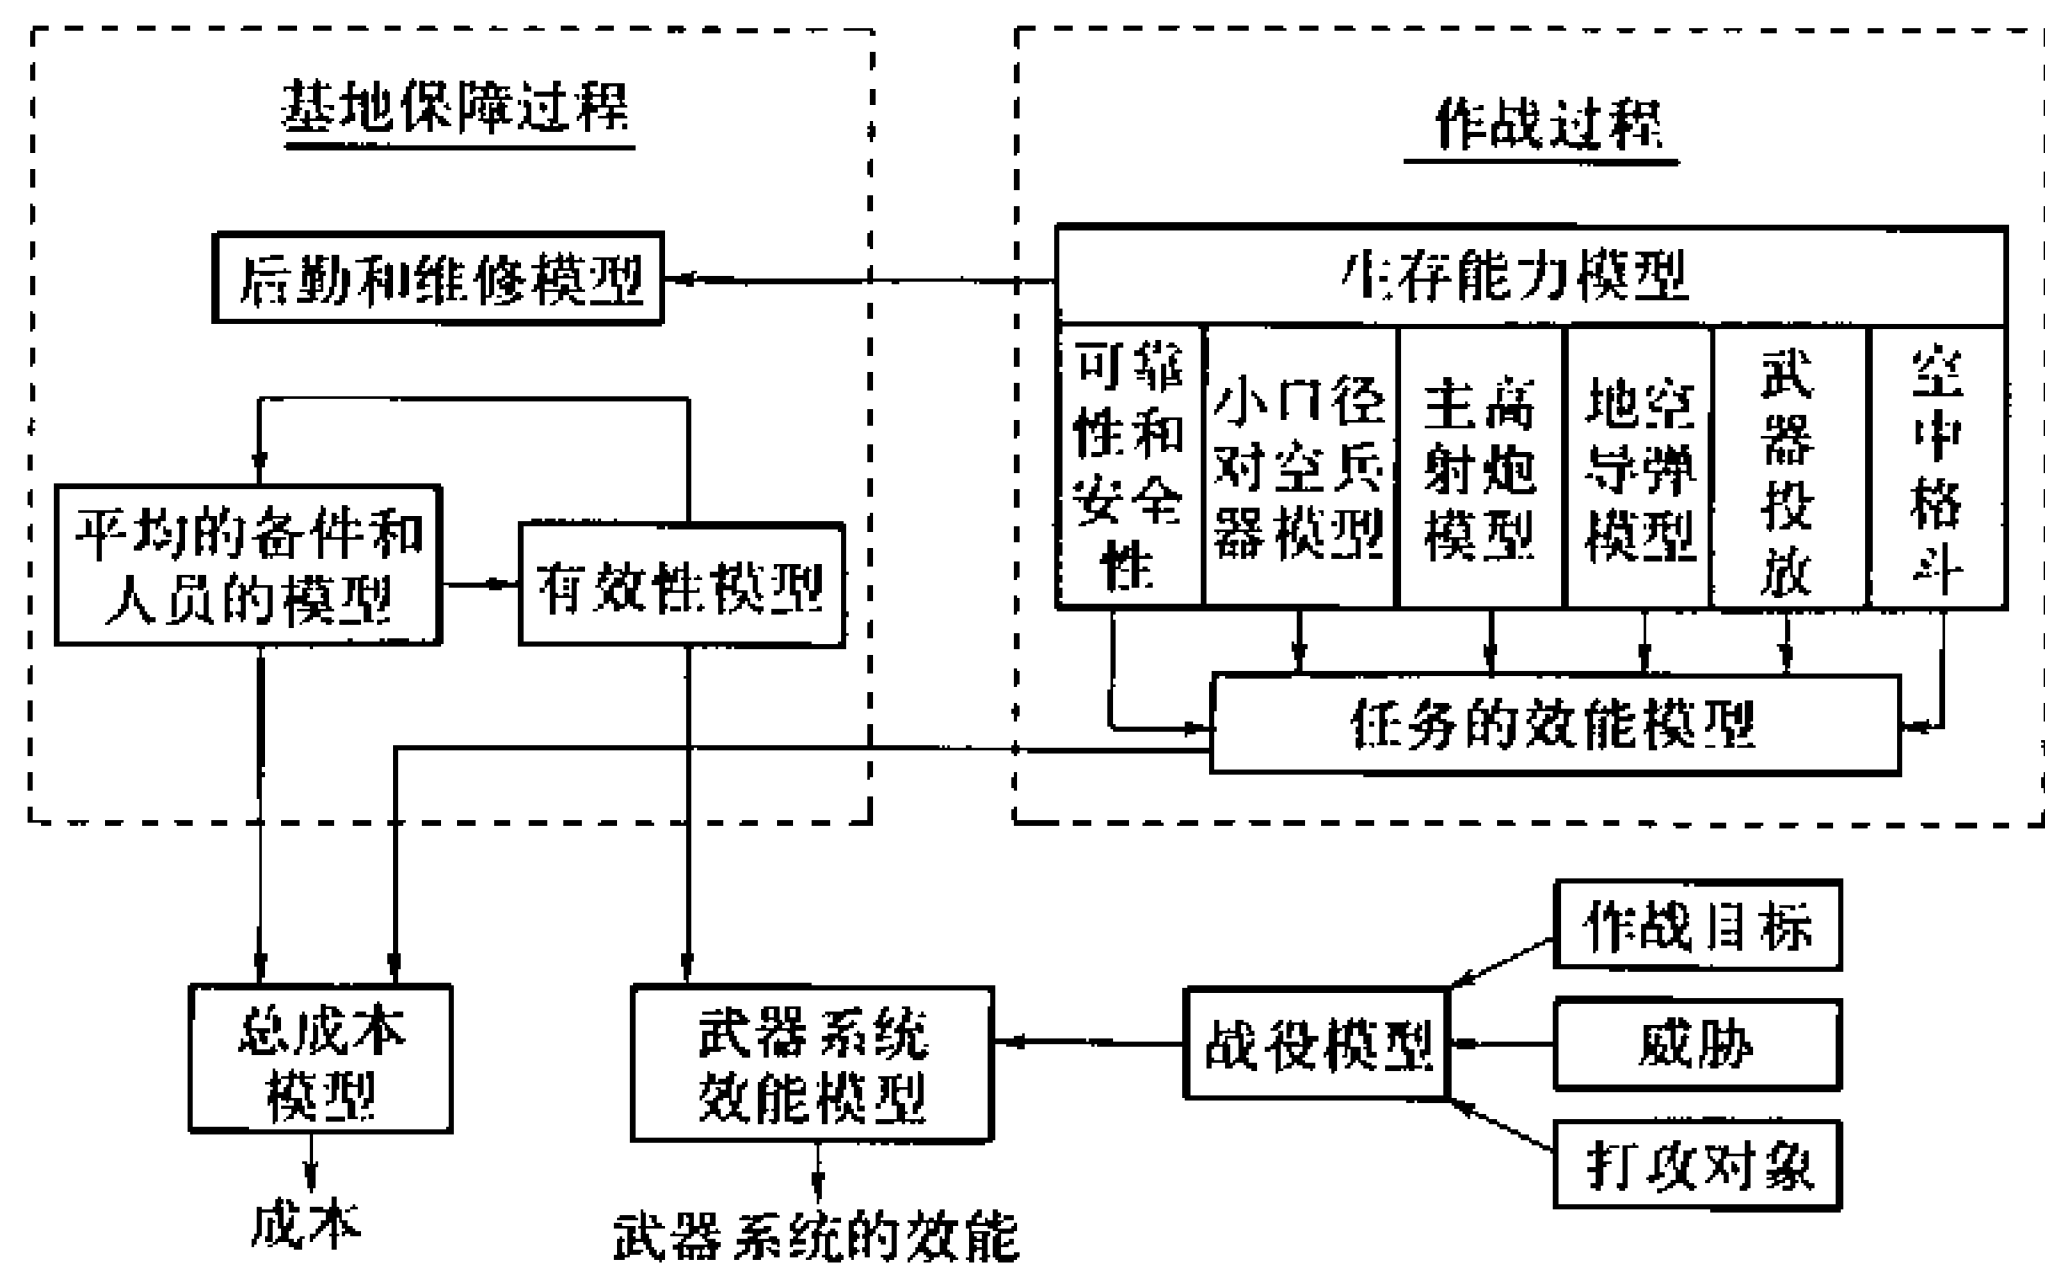 基地保障过程
作战过程
后勤和维修模型
生存能力模型
可靠
性和
安全
性
小口径
对空兵
器模型
主高
射炮
模型
地空
导弹
模型
武
器
投
放
空
中
格
斗
平均的备件和
人员的模型
有效性模型
任务的效能模型
作战目标
总成本
模型
武器系统
效能模型
战役模型
威胁
打攻对象
成本
武器系统的效能